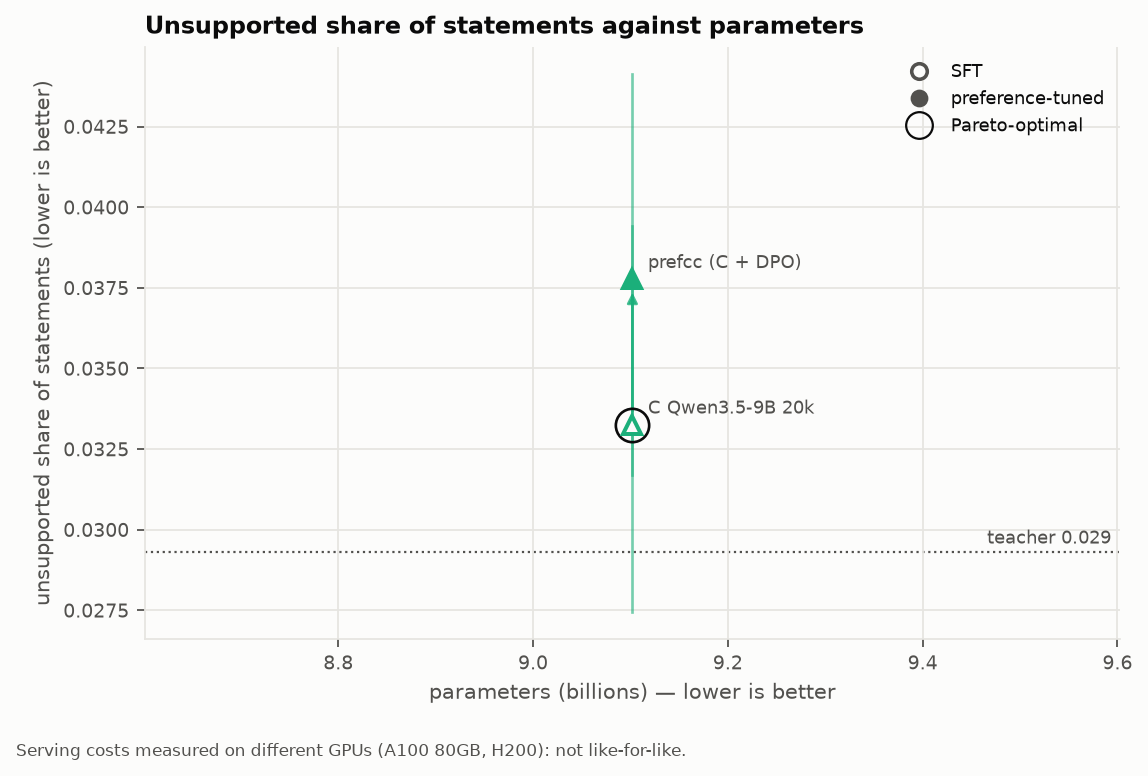 Unsupported share of statements against parameters
SFT
preference-tuned
Pareto-optimal
unsupported share of statements (lower is better)
0.0425
0.0400
0.0375
0.0350
0.0325
0.0300
0.0275
prefcc (C + DPO)
C Qwen3.5-9B 20k
teacher 0.029
8.8
9.0
9.2
9.4
9.6
parameters (billions) — lower is better
Serving costs measured on different GPUs (A100 80GB, H200): not like-for-like.